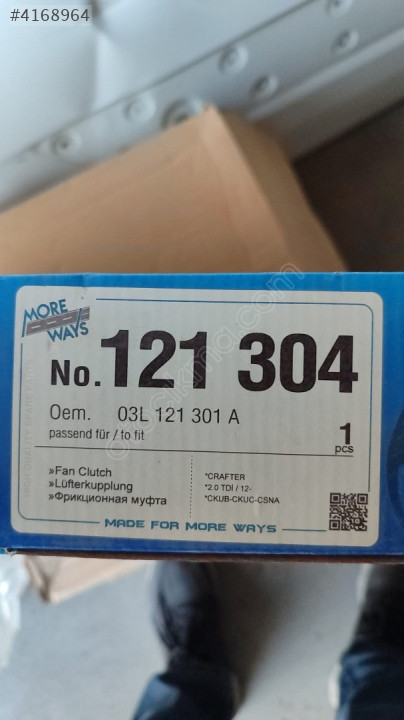 #4168964
MORE
WAYS
No.121 304
Oem. 03L 121 301 A
passend für / to fit
1
pcs
»Fan Clutch
»Lüfterkupplung
»Фрикционная муфта
*CRAFTER
*2.0 TDI / 12-
*CKUB-CKUC-CSNA
MADE FOR MORE WAYS